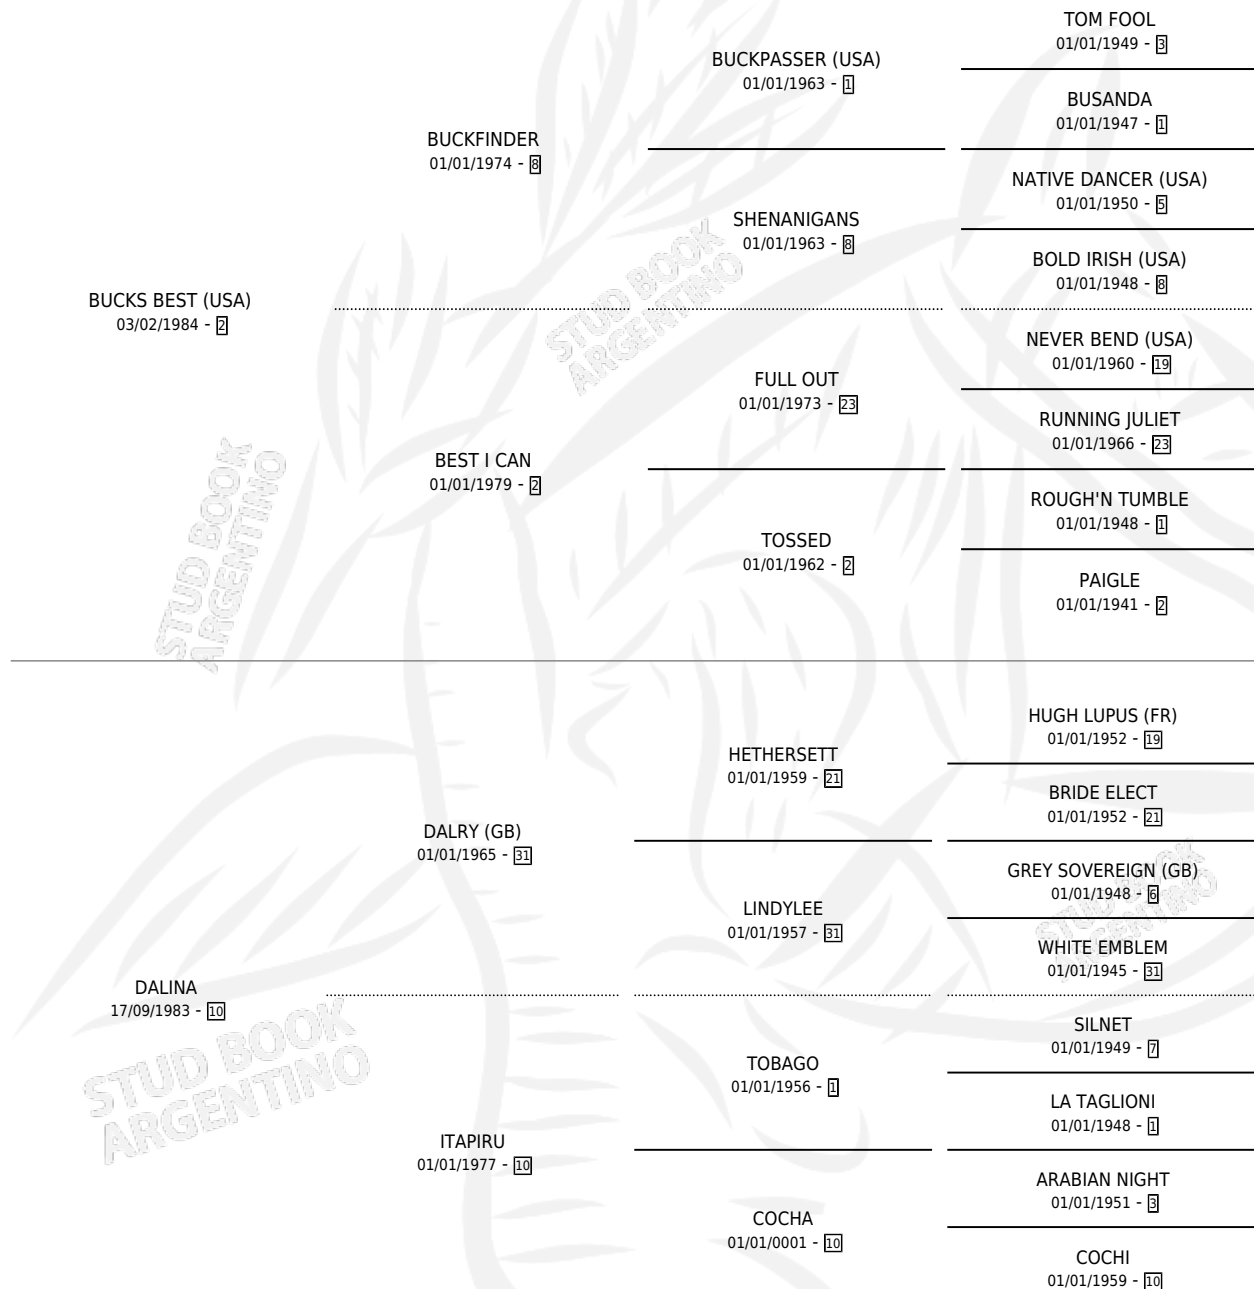 TOM FOOL
01/01/1949 - 3
BUCKPASSER (USA)
01/01/1963 - 1
BUSANDA
01/01/1947 - 1
BUCKFINDER
01/01/1974 - 8
NATIVE DANCER (USA)
01/01/1950 - 5
SHENANIGANS
01/01/1963 - 8
BOLD IRISH (USA)
01/01/1948 - 8
BUCKS BEST (USA)
03/02/1984 - 2
STUD BOOK
ARGENTINO
NEVER BEND (USA)
01/01/1960 - 19
FULL OUT
01/01/1973 - 23
RUNNING JULIET
01/01/1966 - 23
BEST I CAN
01/01/1979 - 2
ROUGH'N TUMBLE
01/01/1948 - 1
TOSSED
01/01/1962 - 2
PAIGLE
01/01/1941 - 2
STUD BOOK
ARGENTINO
HUGH LUPUS (FR)
01/01/1952 - 19
HETHERSETT
01/01/1959 - 21
BRIDE ELECT
01/01/1952 - 21
DALRY (GB)
01/01/1965 - 31
GREY SOVEREIGN (GB)
01/01/1948 - 6
LINDYLEE
01/01/1957 - 31
WHITE EMBLEM
01/01/1945 - 31
STUD BOOK
ARGENTINO
DALINA
17/09/1983 - 10
SILNET
01/01/1949 - 7
TOBAGO
01/01/1956 - 1
LA TAGLIONI
01/01/1948 - 1
STUD BOOK
ARGENTINO
ITAPIRU
01/01/1977 - 10
ARABIAN NIGHT
01/01/1951 - 3
COCHA
01/01/0001 - 10
COCHI
01/01/1959 - 10